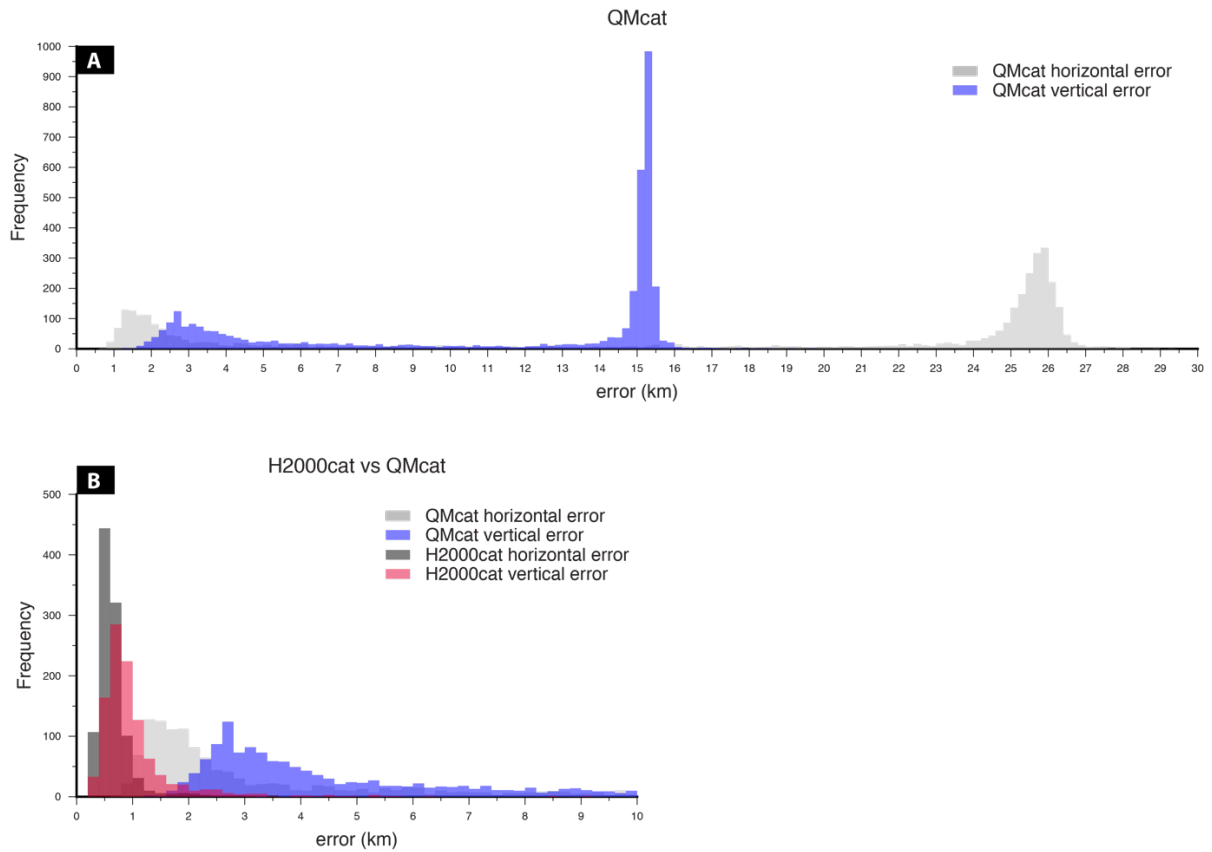 QMcat
A
1000
900
800
700
600
500
400
300
200
100
0
Frequency
QMcat horizontal error
QMcat vertical error
0 1 2 3 4 5 6 7 8 9 10 11 12 13 14 15 16 17 18 19 20 21 22 23 24 25 26 27 28 29 30
error (km)
H2000cat vs QMcat
B
500
400
300
200
100
0
Frequency
QMcat horizontal error
QMcat vertical error
H2000cat horizontal error
H2000cat vertical error
0 1 2 3 4 5 6 7 8 9 10
error (km)